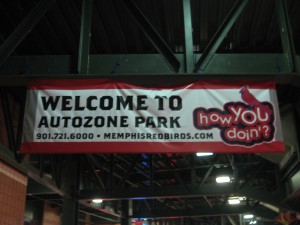 WELCOME TO
AUTOZONE PARK
901.721.6000 • MEMPHISREDBIRDS.COM
how YOU
doin'?